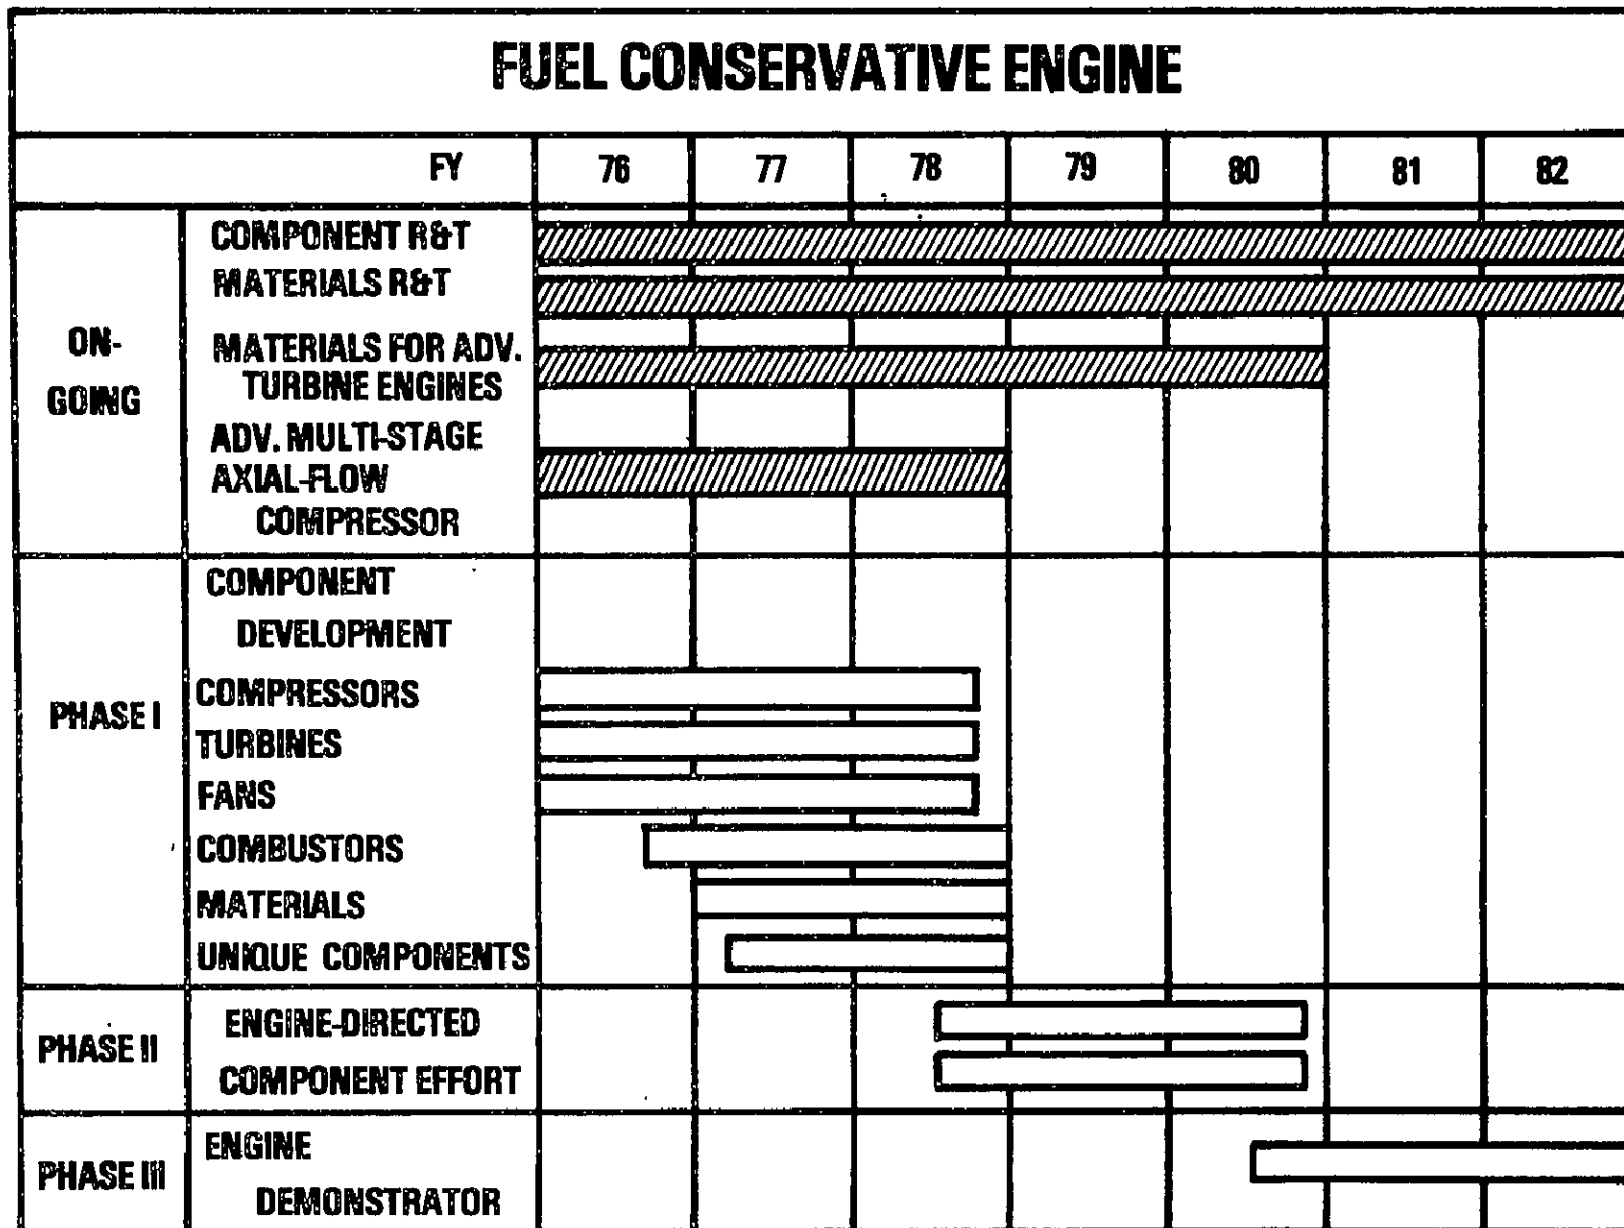 FUEL CONSERVATIVE ENGINE
FY 76 77 78 79 80 81 82
ON-
GOING
COMPONENT R&T
MATERIALS R&T
MATERIALS FOR ADV.
TURBINE ENGINES
ADV. MULTI-STAGE
AXIAL-FLOW
COMPRESSOR
PHASE I
COMPONENT
DEVELOPMENT
COMPRESSORS
TURBINES
FANS
COMBUSTORS
MATERIALS
UNIQUE COMPONENTS
PHASE II
ENGINE-DIRECTED
COMPONENT EFFORT
PHASE III
ENGINE
DEMONSTRATOR